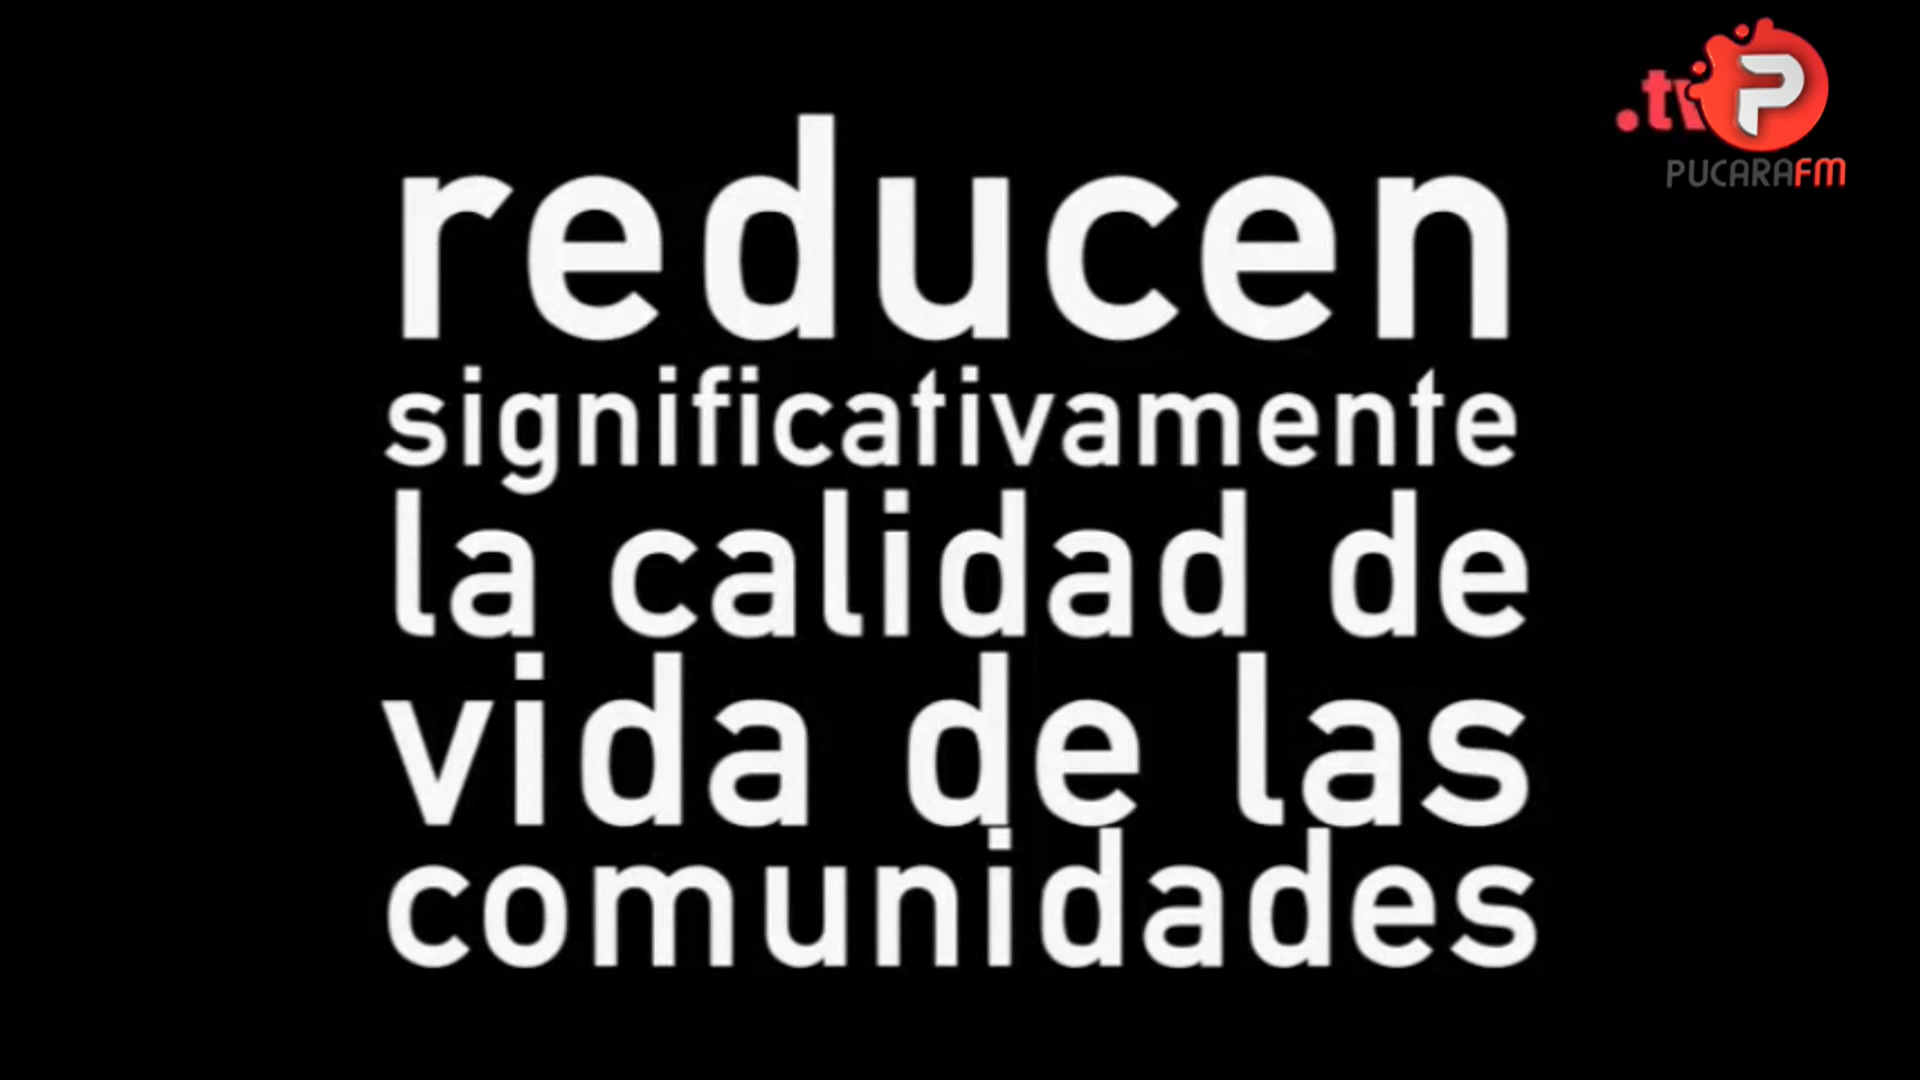 reducen
significativamente
la calidad de
vida de las
comunidades
.tv
PUCARAFM